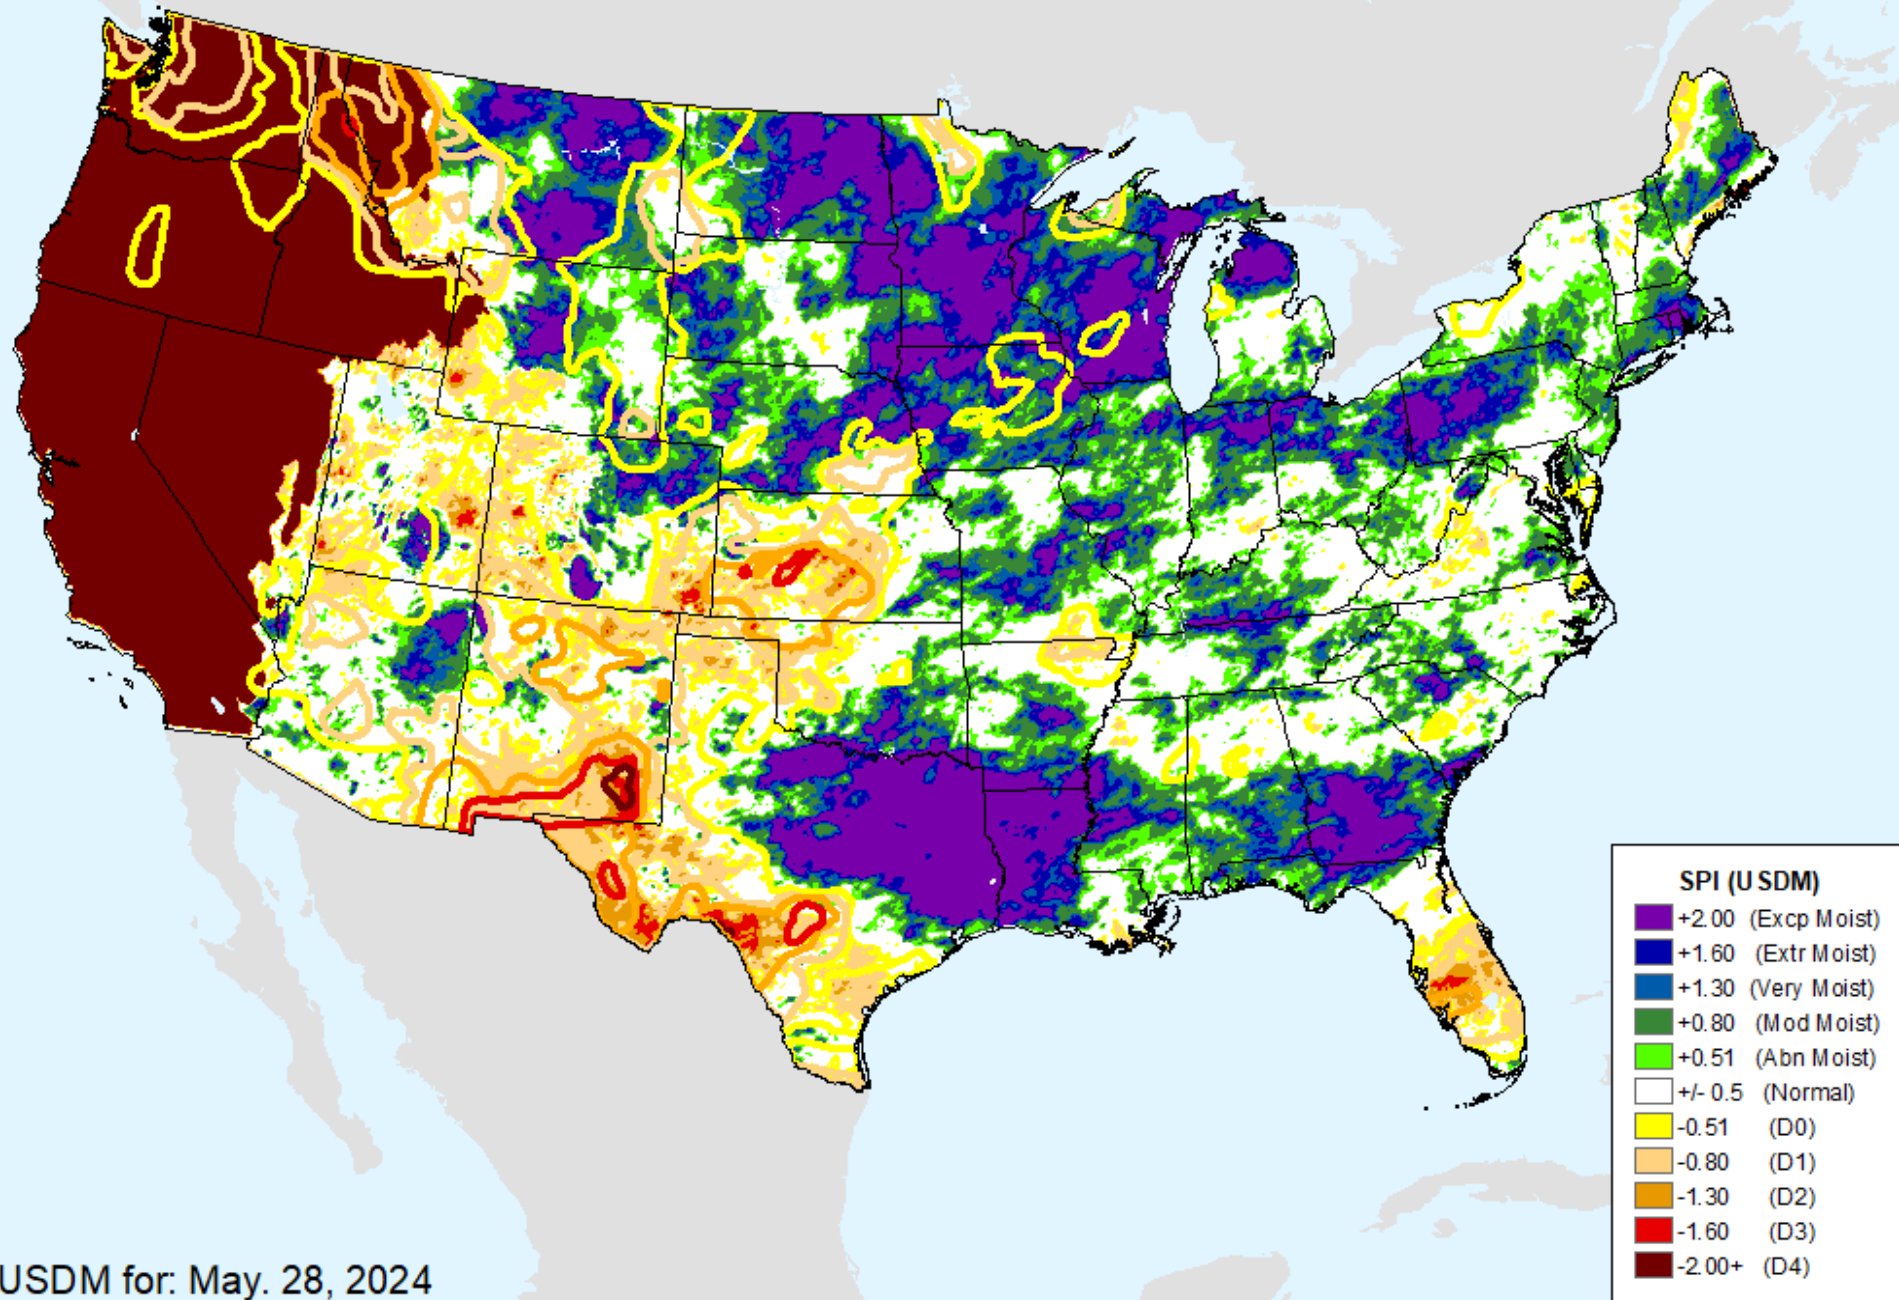 SPI (USDM)
+2.00 (Excp Moist)
+1.60 (Extr Moist)
+1.30 (Very Moist)
+0.80 (Mod Moist)
+0.51 (Abn Moist)
+/- 0.5 (Normal)
-0.51 (D0)
-0.80 (D1)
-1.30 (D2)
-1.60 (D3)
-2.00+ (D4)
USDM for: May. 28, 2024